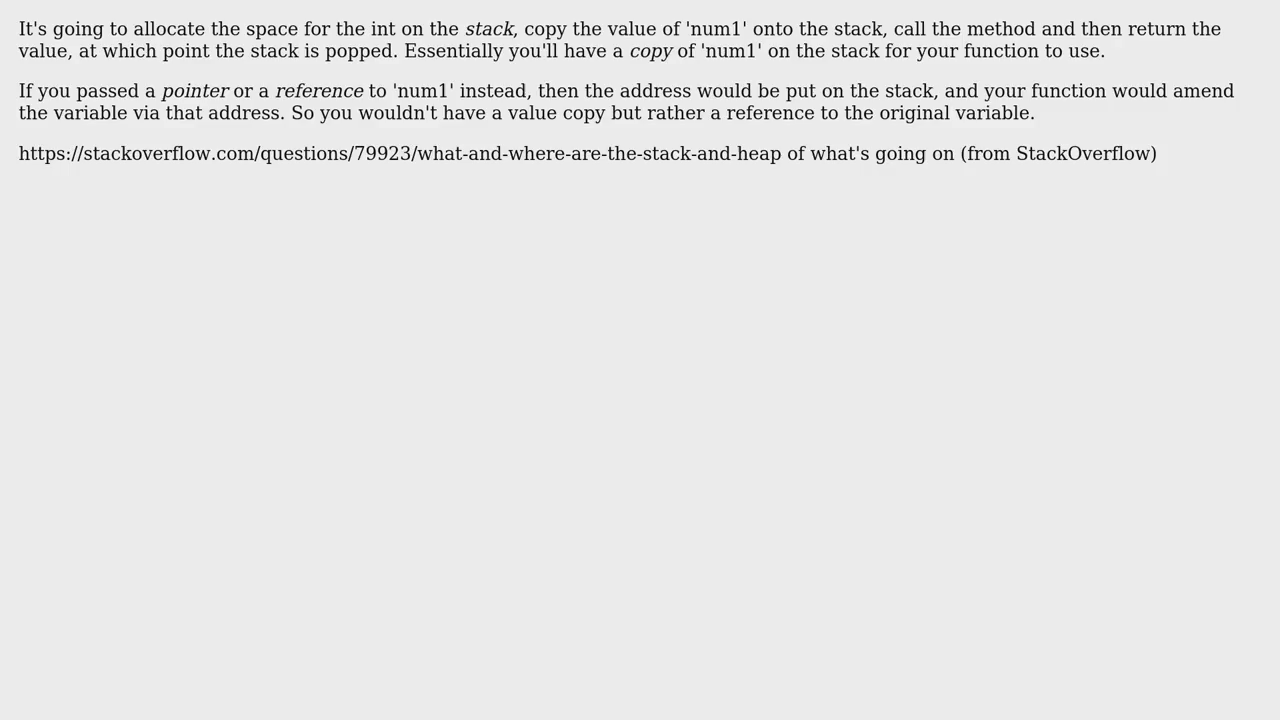 It's going to allocate the space for the int on the stack, copy the value of 'num1' onto the stack, call the method and then return the
value, at which point the stack is popped. Essentially you'll have a copy of 'num1' on the stack for your function to use.
If you passed a pointer or a reference to 'num1' instead, then the address would be put on the stack, and your function would amend
the variable via that address. So you wouldn't have a value copy but rather a reference to the original variable.
https://stackoverflow.com/questions/79923/what-and-where-are-the-stack-and-heap of what's going on (from StackOverflow)